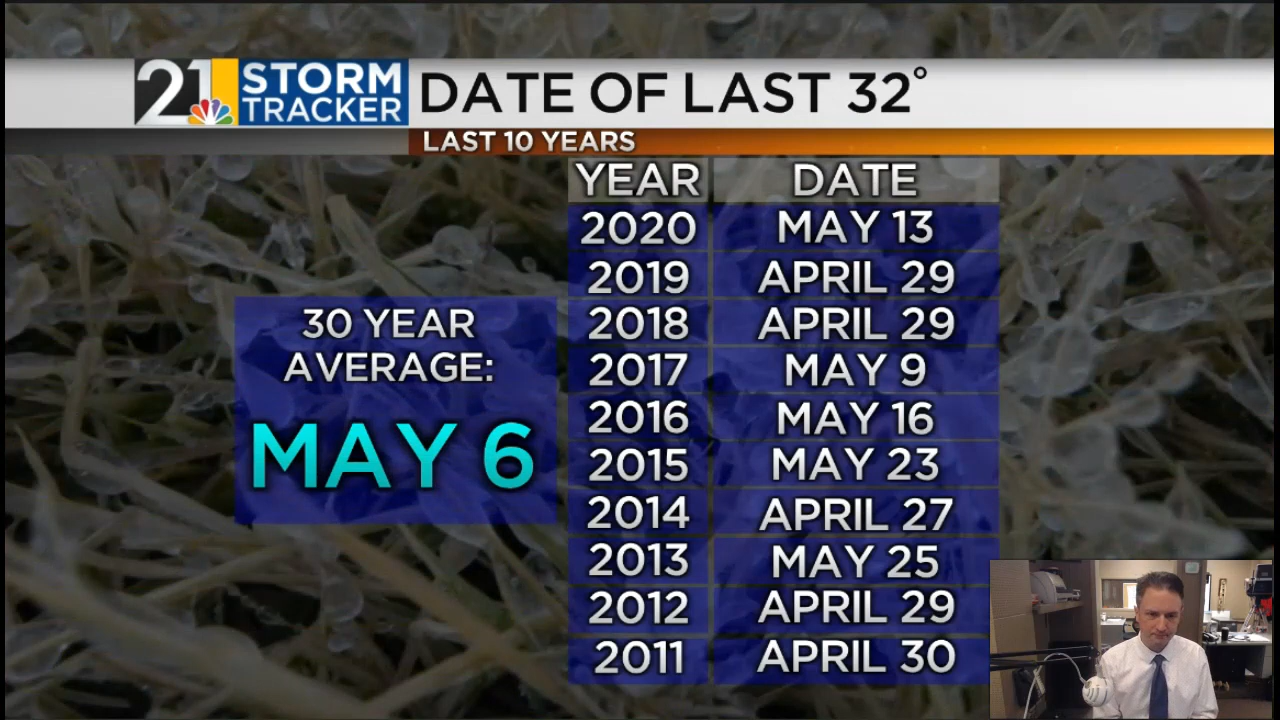 21 STORM
TRACKER
DATE OF LAST 32°
LAST 10 YEARS
YEAR DATE
2020 MAY 13
2019 APRIL 29
2018 APRIL 29
2017 MAY 9
2016 MAY 16
2015 MAY 23
2014 APRIL 27
2013 MAY 25
2012 APRIL 29
2011 APRIL 30
30 YEAR
AVERAGE:
MAY 6